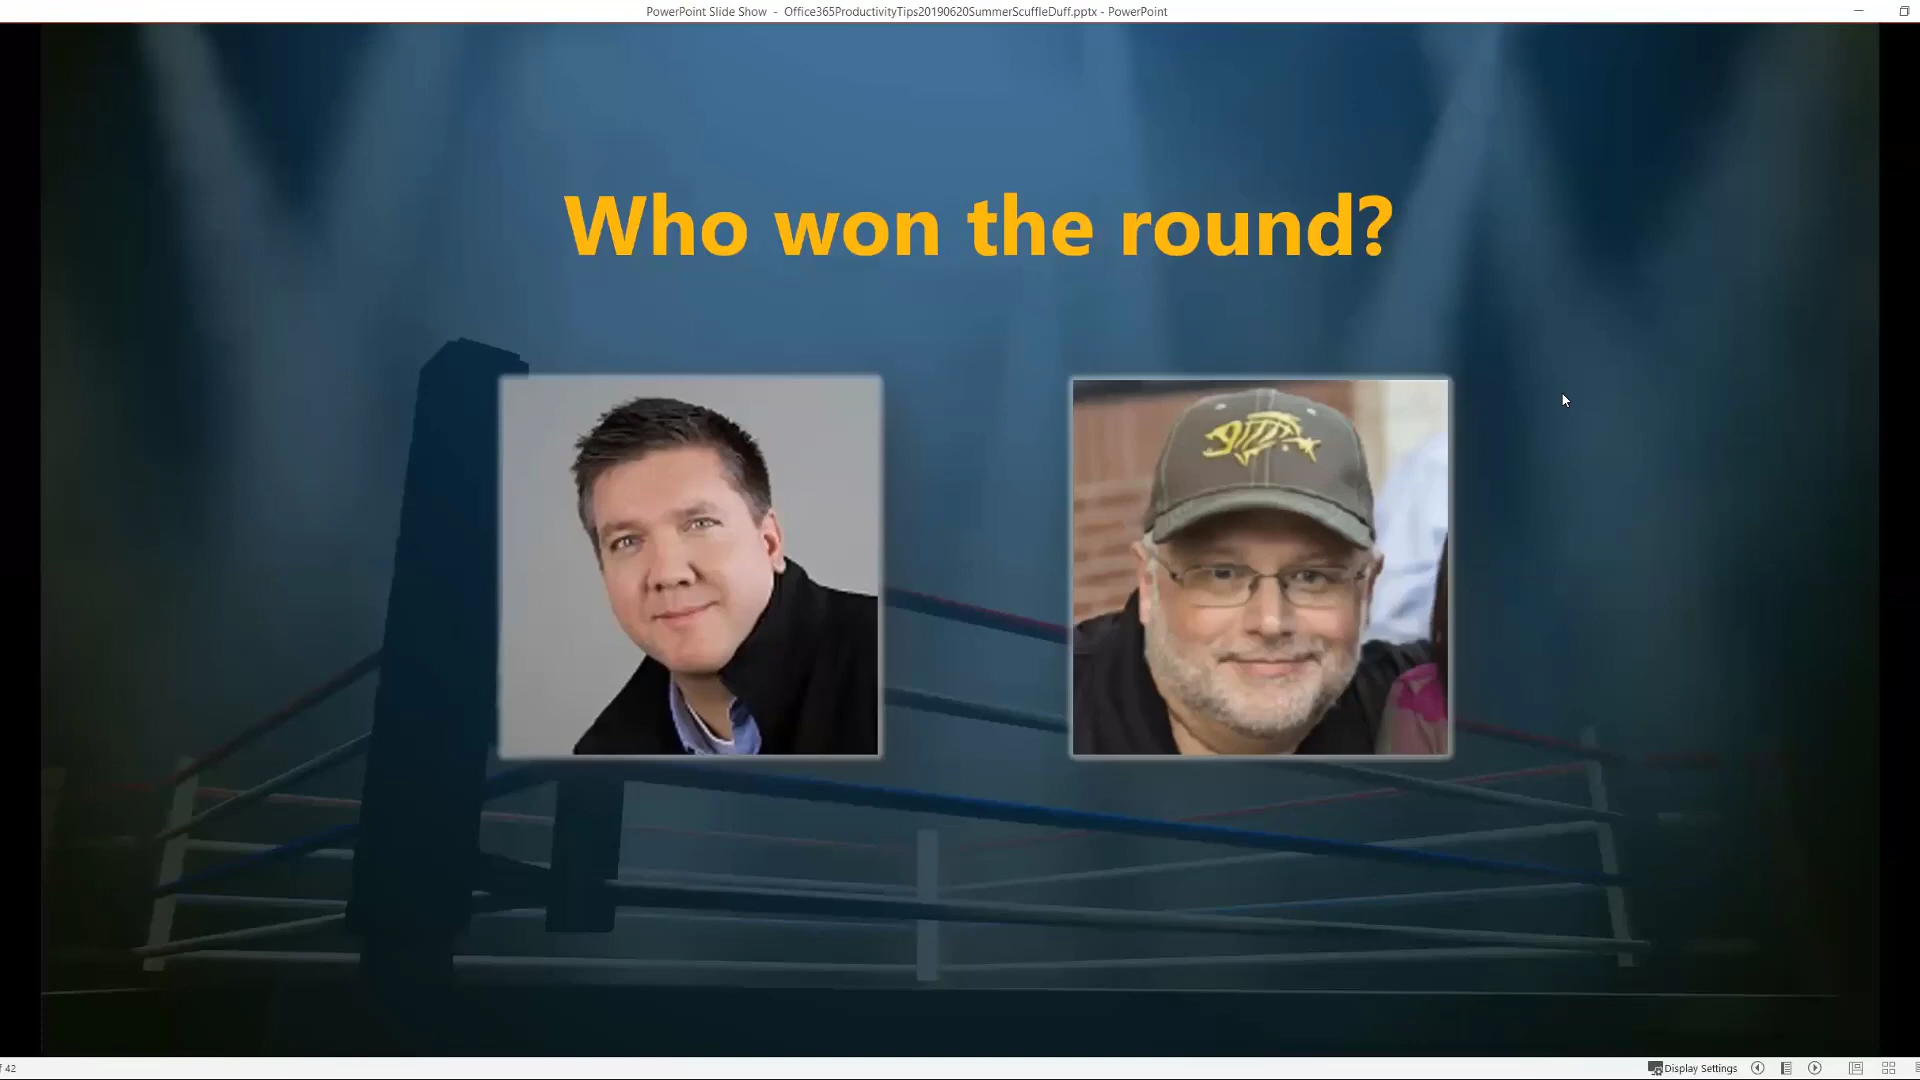 PowerPoint Slide Show - Office365ProductivityTips20190620SummerScuffleDuff.pptx - PowerPoint
Who won the round?
42
Display Settings